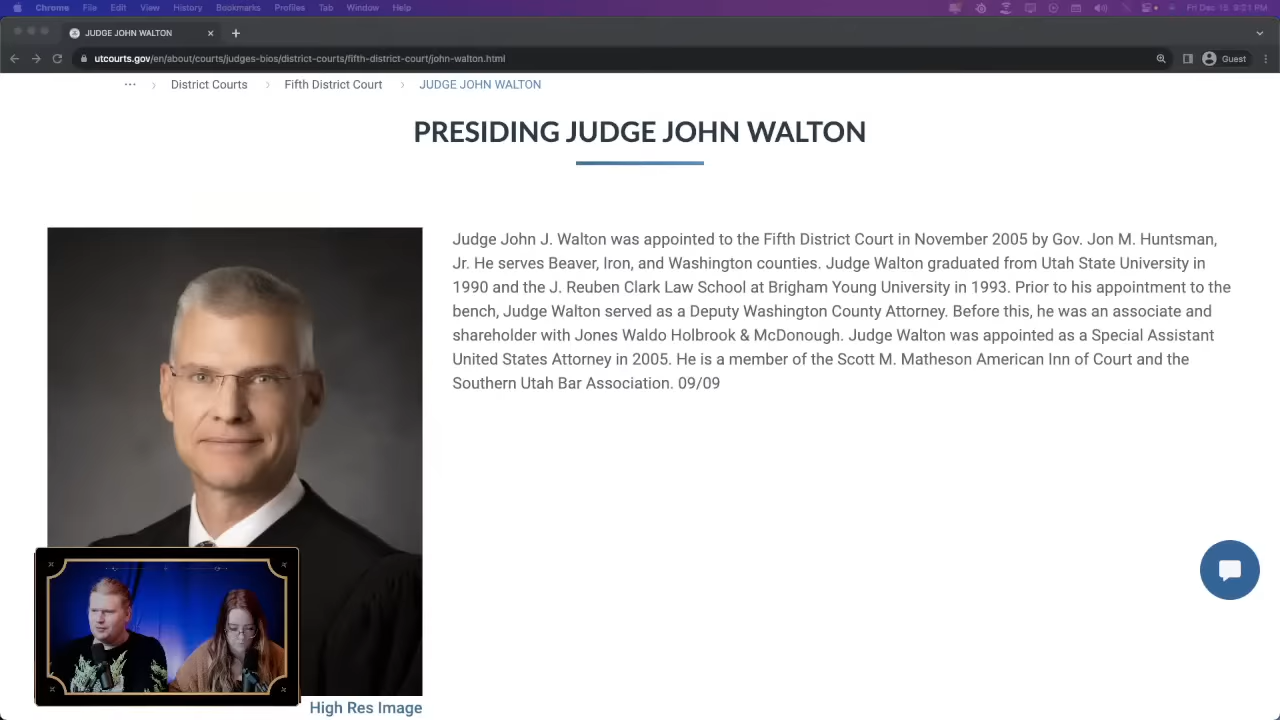 Chrome File Edit View History Bookmarks Profiles Tab Window Help
JUDGE JOHN WALTON
utcourts.gov/en/about/courts/judges-bios/district-courts/fifth-district-court/john-walton.html
Guest
... > District Courts > Fifth District Court > JUDGE JOHN WALTON
PRESIDING JUDGE JOHN WALTON
Judge John J. Walton was appointed to the Fifth District Court in November 2005 by Gov. Jon M. Huntsman,
Jr. He serves Beaver, Iron, and Washington counties. Judge Walton graduated from Utah State University in
1990 and the J. Reuben Clark Law School at Brigham Young University in 1993. Prior to his appointment to the
bench, Judge Walton served as a Deputy Washington County Attorney. Before this, he was an associate and
shareholder with Jones Waldo Holbrook & McDonough. Judge Walton was appointed as a Special Assistant
United States Attorney in 2005. He is a member of the Scott M. Matheson American Inn of Court and the
Southern Utah Bar Association. 09/09
High Res Image